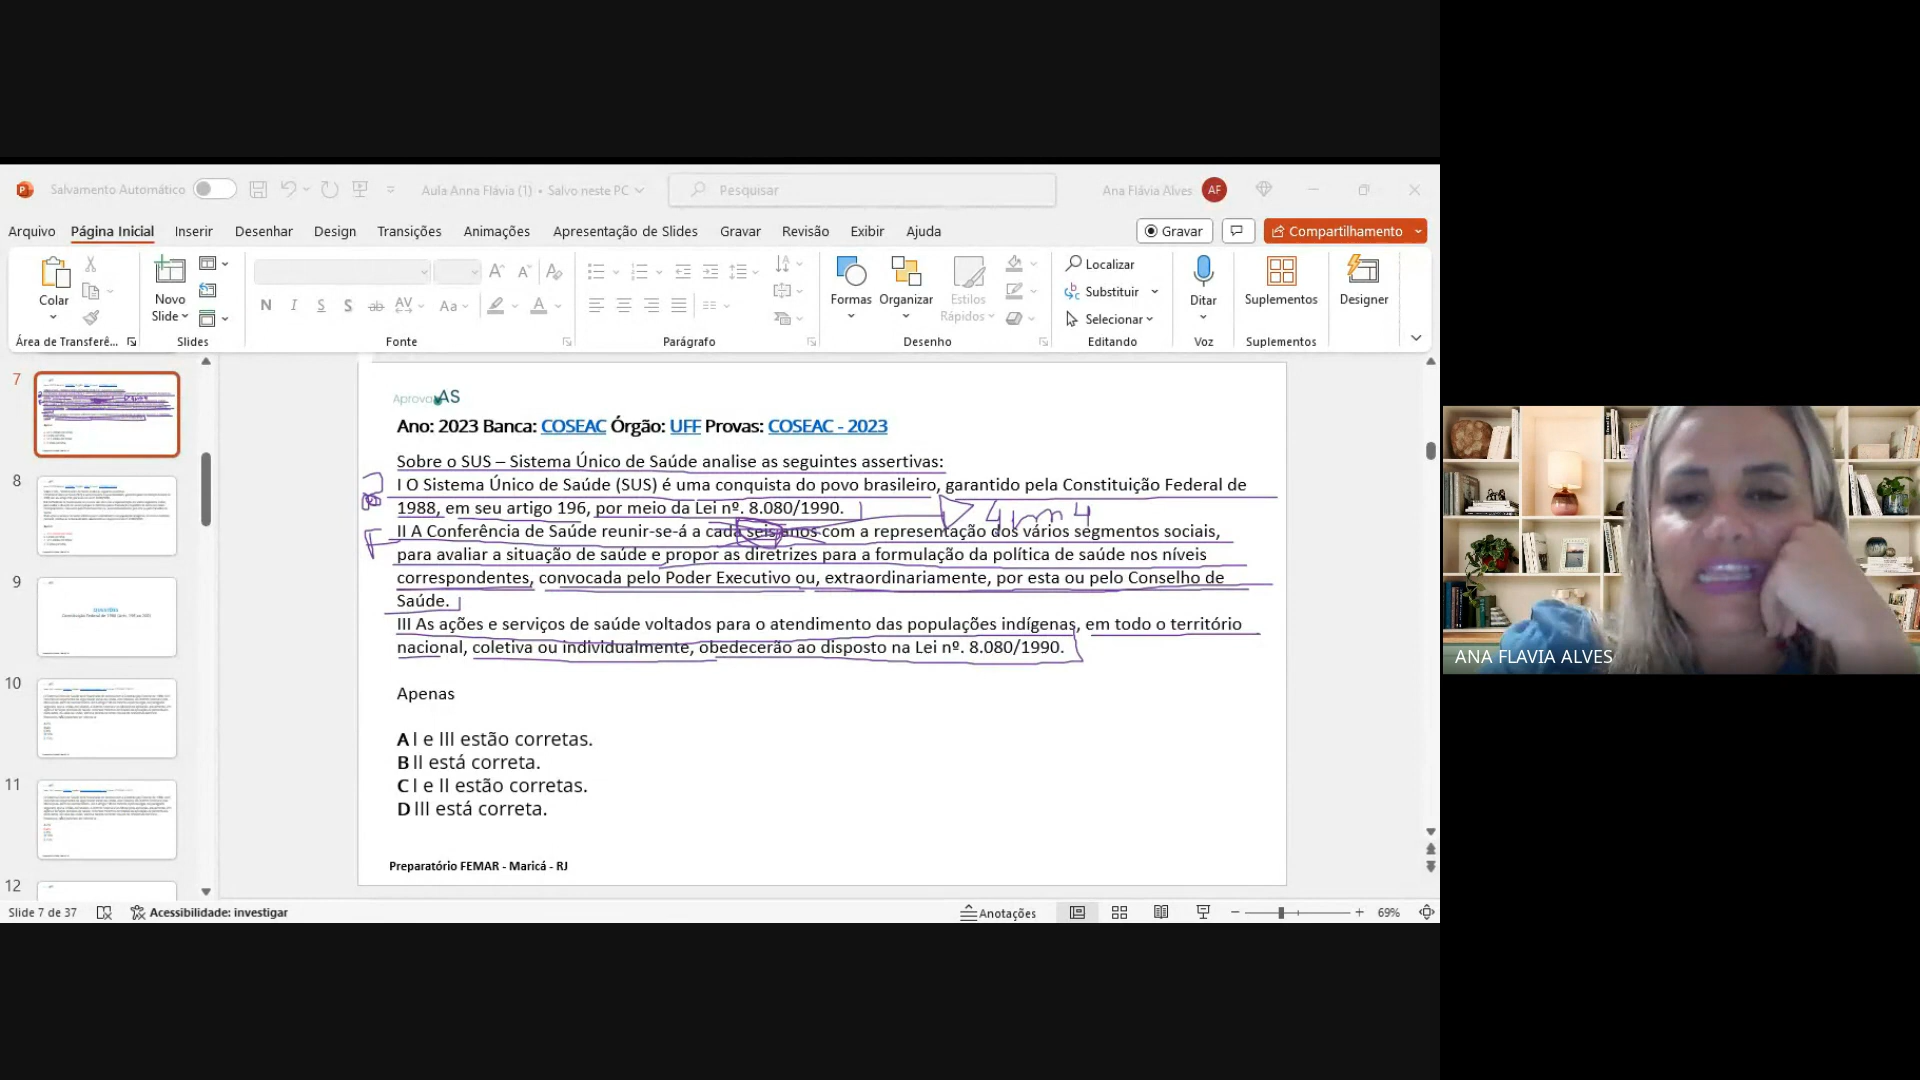 Salvamento Automático
Aula Anna Flávia (1) • Salvo neste PC
Pesquisar
Ana Flávia Alves
AF
Arquivo
Página Inicial
Inserir
Desenhar
Design
Transições
Animações
Apresentação de Slides
Gravar
Revisão
Exibir
Ajuda
Gravar
Compartilhamento
Colar
Novo
Slide
N I S S ab AV Aa A
Formas
Organizar
Estilos
Rápidos
Localizar
Substituir
Selecionar
Ditar
Suplementos
Designer
Área de Transferê...
Slides
Fonte
Parágrafo
Desenho
Editando
Voz
Suplementos
7
8
9
10
11
12
AprovaAS
Ano: 2023 Banca: COSEAC Órgão: UFF Provas: COSEAC - 2023
Sobre o SUS – Sistema Único de Saúde analise as seguintes assertivas:
I O Sistema Único de Saúde (SUS) é uma conquista do povo brasileiro, garantido pela Constituição Federal de
1988, em seu artigo 196, por meio da Lei nº. 8.080/1990.
4 em 4
II A Conferência de Saúde reunir-se-á a cada seis anos com a representação dos vários segmentos sociais,
para avaliar a situação de saúde e propor as diretrizes para a formulação da política de saúde nos níveis
correspondentes, convocada pelo Poder Executivo ou, extraordinariamente, por esta ou pelo Conselho de
Saúde.
III As ações e serviços de saúde voltados para o atendimento das populações indígenas, em todo o território
nacional, coletiva ou individualmente, obedecerão ao disposto na Lei nº. 8.080/1990.
Apenas
A I e III estão corretas.
B II está correta.
C I e II estão corretas.
D III está correta.
Preparatório FEMAR - Maricá - RJ
Slide 7 de 37
Acessibilidade: investigar
Anotações
69%
ANA FLAVIA ALVES